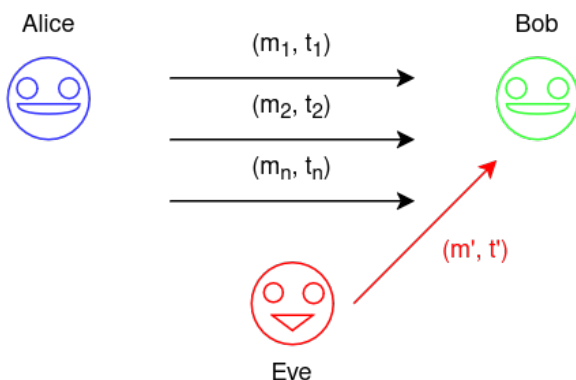 Alice
Bob
(m₁, t₁)
(m₂, t₂)
(mₙ, tₙ)
(m', t')
Eve